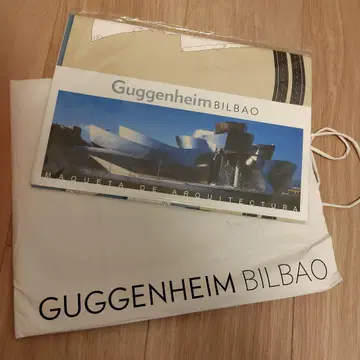 Guggenheim BILBAO
MAQUETA DE ARQUITECTURA
GUGGENHEIM BILBAO